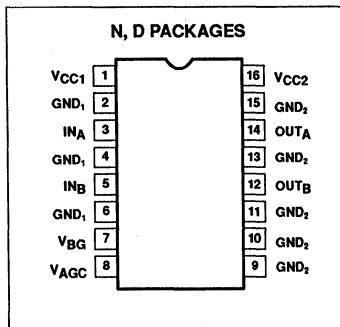 N, D PACKAGES
VCC1 1 16 VCC2
GND1 2 15 GND2
INA 3 14 OUTA
GND1 4 13 GND2
INB 5 12 OUTB
GND1 6 11 GND2
VBG 7 10 GND2
VAGC 8 9 GND2